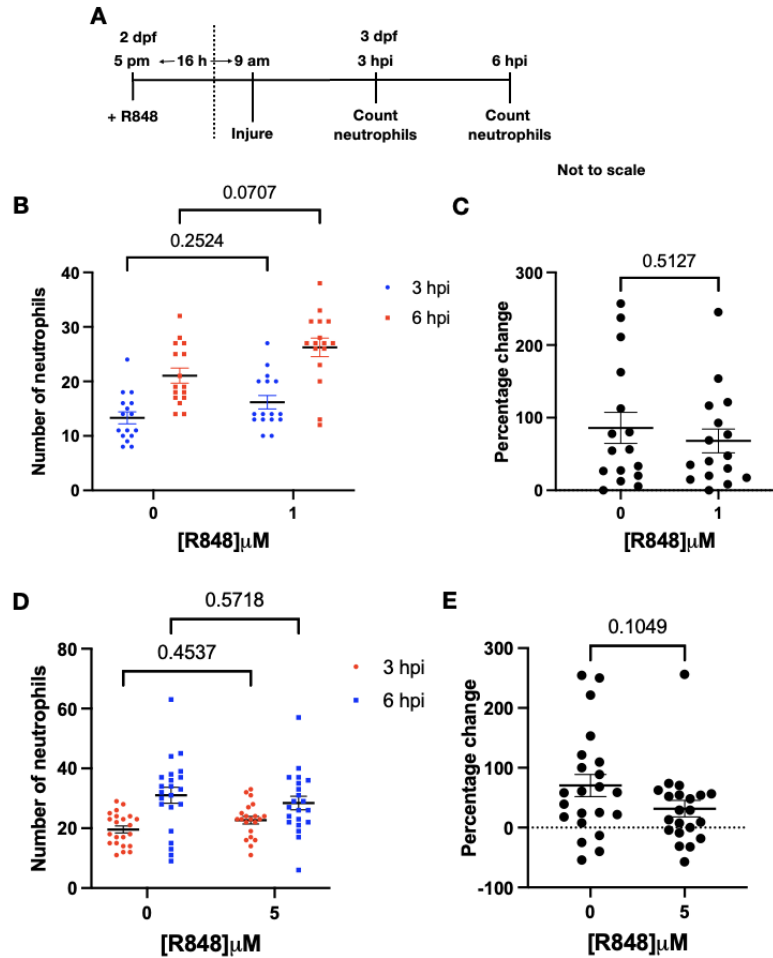 A
2 dpf 3 dpf
5 pm 16 h 9 am 3 hpi 6 hpi
+ R848 Injure Count neutrophils Count neutrophils
Not to scale
B
0.0707
0.2524
Number of neutrophils
40
30
20
10
0
0 1
[R848]μM
3 hpi
6 hpi
C
0.5127
Percentage change
300
200
100
0
0 1
[R848]μM
D
0.5718
0.4537
Number of neutrophils
80
60
40
20
0
0 5
[R848]μM
3 hpi
6 hpi
E
0.1049
Percentage change
300
200
100
0
-100
0 5
[R848]μM